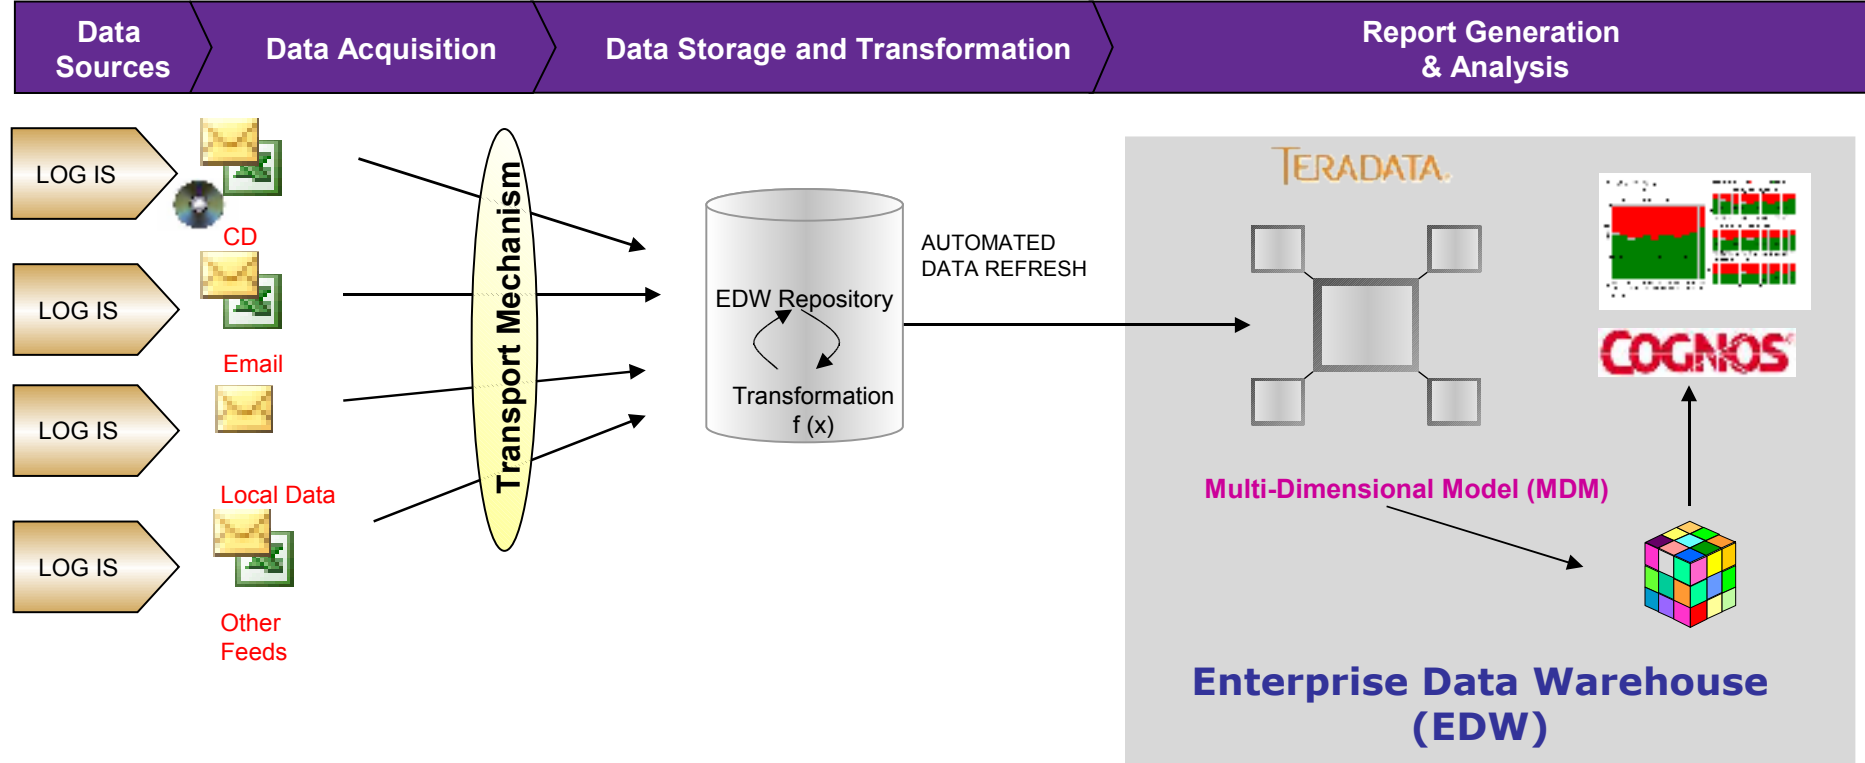 Data
Sources
Data Acquisition
Data Storage and Transformation
Report Generation
& Analysis
LOG IS
CD
LOG IS
Email
LOG IS
Local Data
LOG IS
Other
Feeds
Transport Mechanism
EDW Repository
Transformation
f (x)
AUTOMATED
DATA REFRESH
TERADATA.
COGNOS
Multi-Dimensional Model (MDM)
Enterprise Data Warehouse
(EDW)